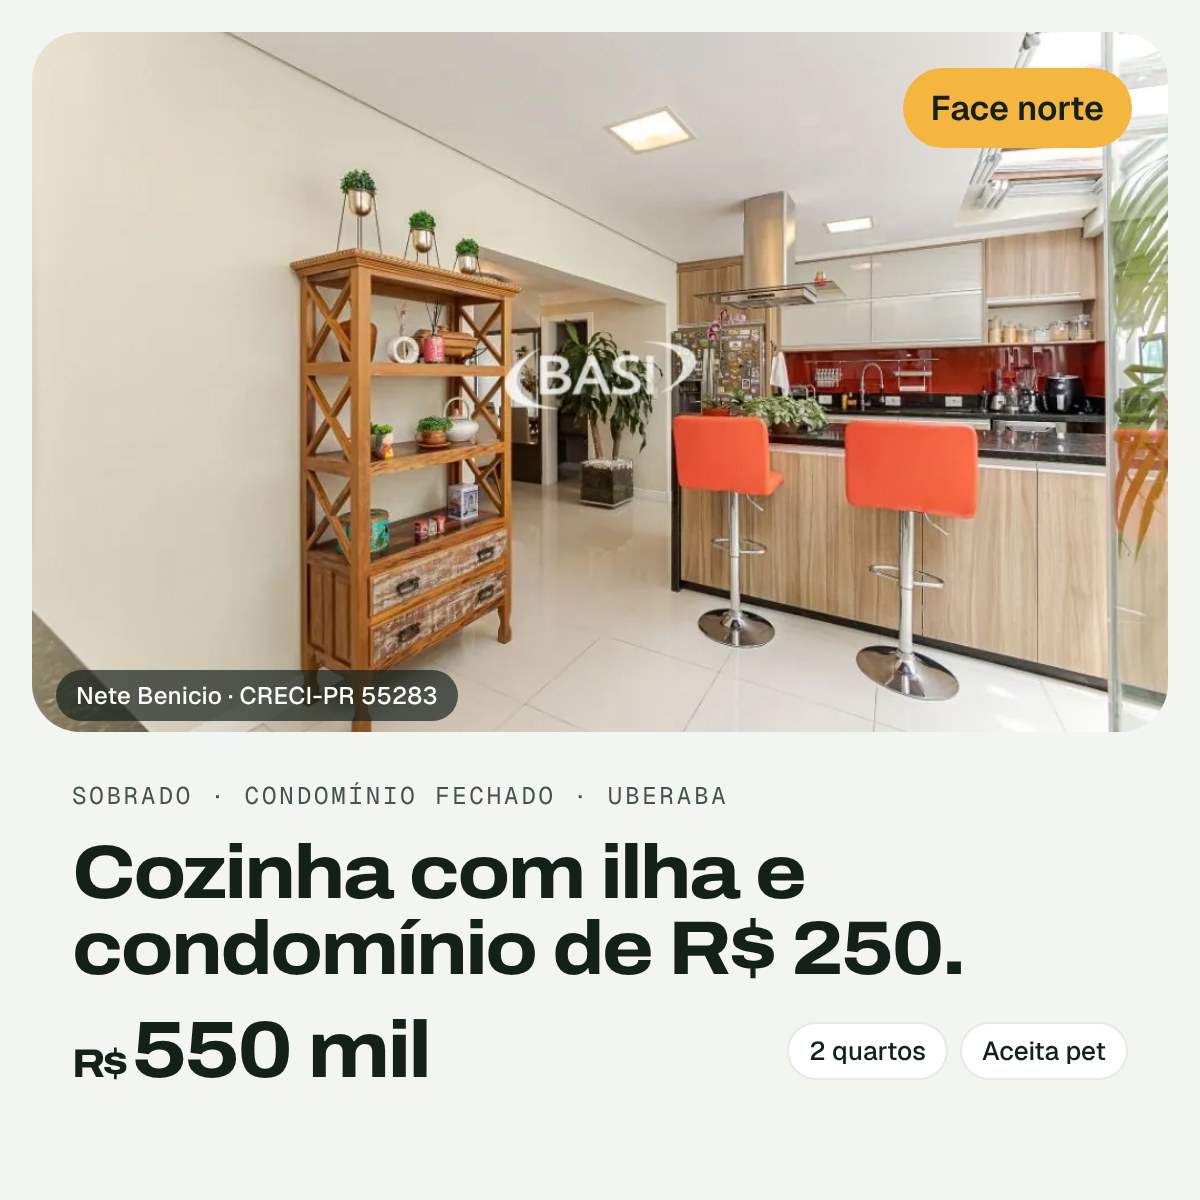 Face norte
BASI
Nete Benicio · CRECI-PR 55283
SOBRADO · CONDOMÍNIO FECHADO · UBERABA
Cozinha com ilha e
condomínio de R$ 250.
R$ 550 mil
2 quartos
Aceita pet